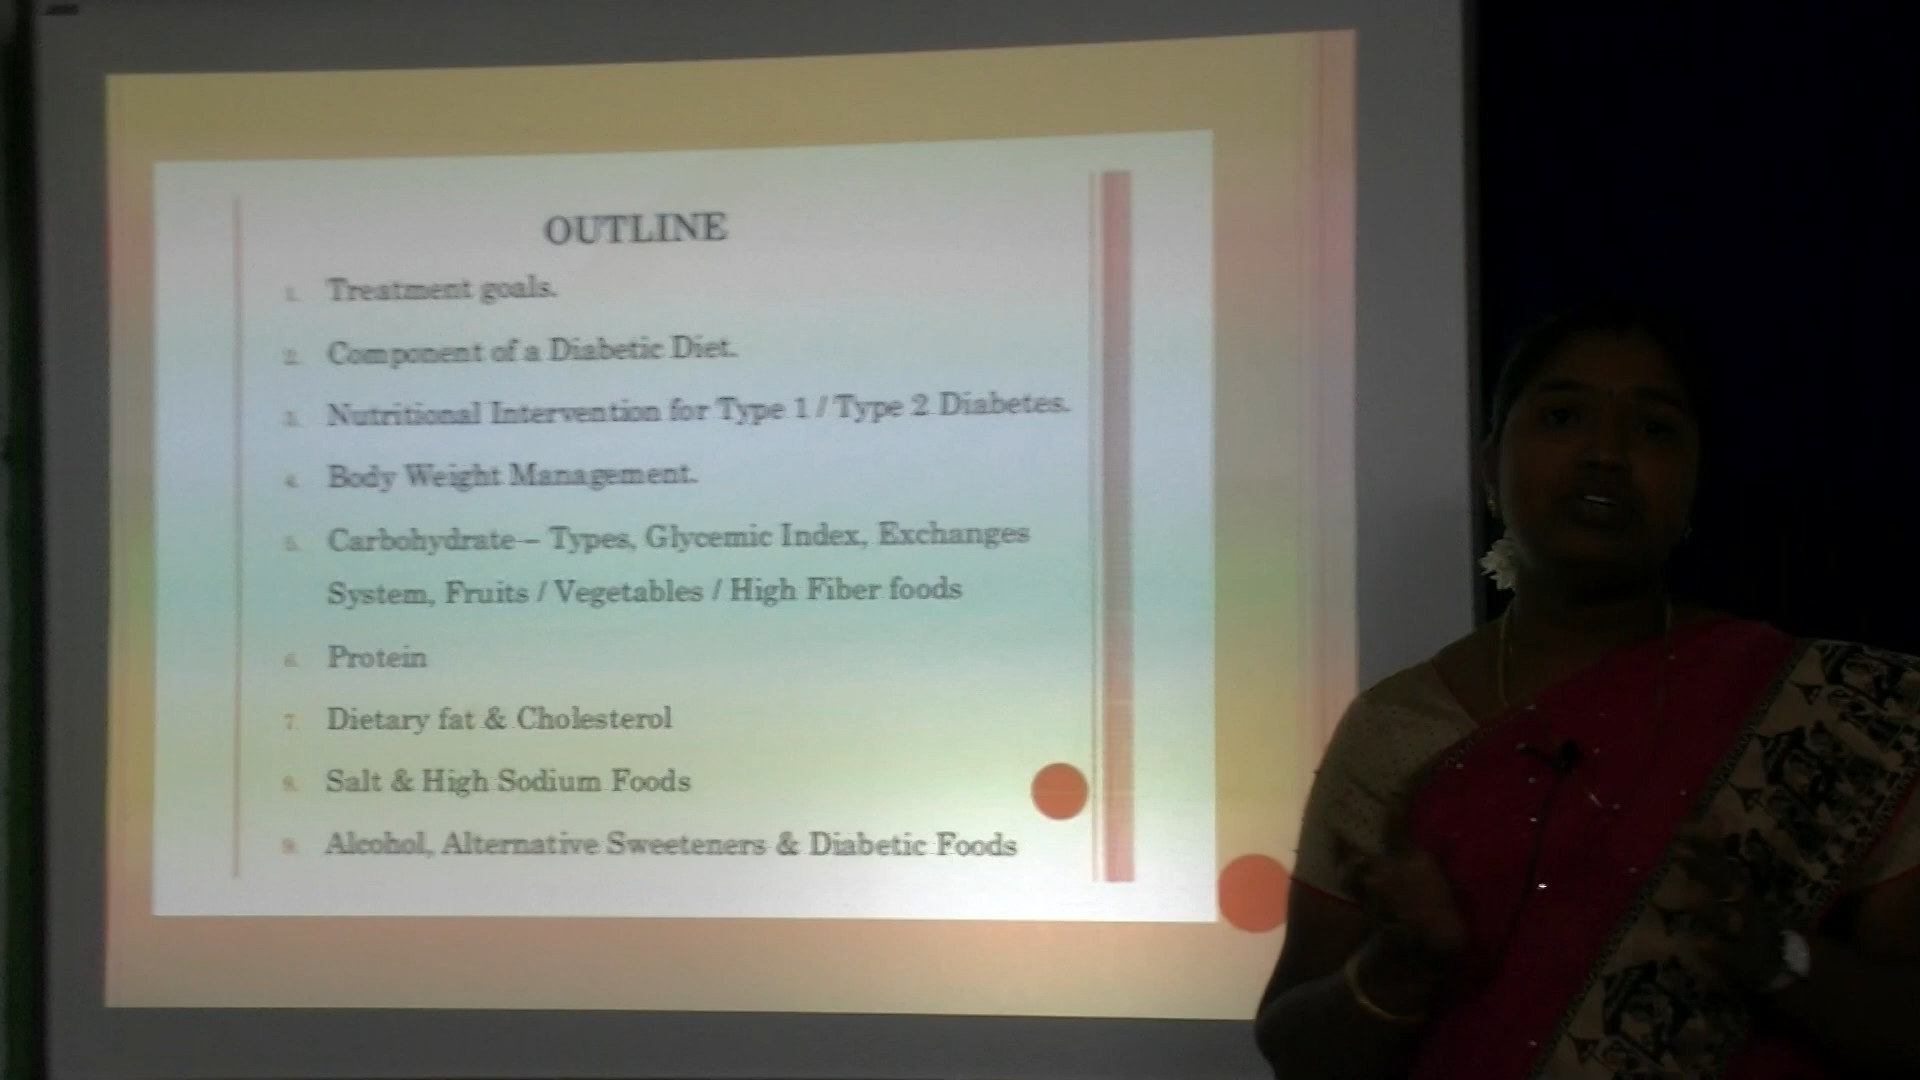 OUTLINE
1. Treatment goals.
2. Component of a Diabetic Diet.
3. Nutritional Intervention for Type 1 / Type 2 Diabetes.
4. Body Weight Management.
5. Carbohydrate – Types, Glycemic Index, Exchanges
System, Fruits / Vegetables / High Fiber foods
6. Protein
7. Dietary fat & Cholesterol
8. Salt & High Sodium Foods
9. Alcohol, Alternative Sweeteners & Diabetic Foods